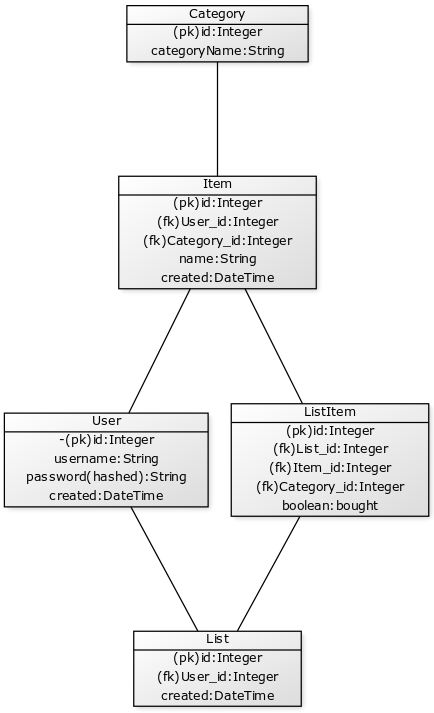 Category
(pk)id:Integer
categoryName:String
Item
(pk)id:Integer
(fk)User_id:Integer
(fk)Category_id:Integer
name:String
created:DateTime
User
-(pk)id:Integer
username:String
password(hashed):String
created:DateTime
ListItem
(pk)id:Integer
(fk)List_id:Integer
(fk)Item_id:Integer
(fk)Category_id:Integer
boolean:bought
List
(pk)id:Integer
(fk)User_id:Integer
created:DateTime